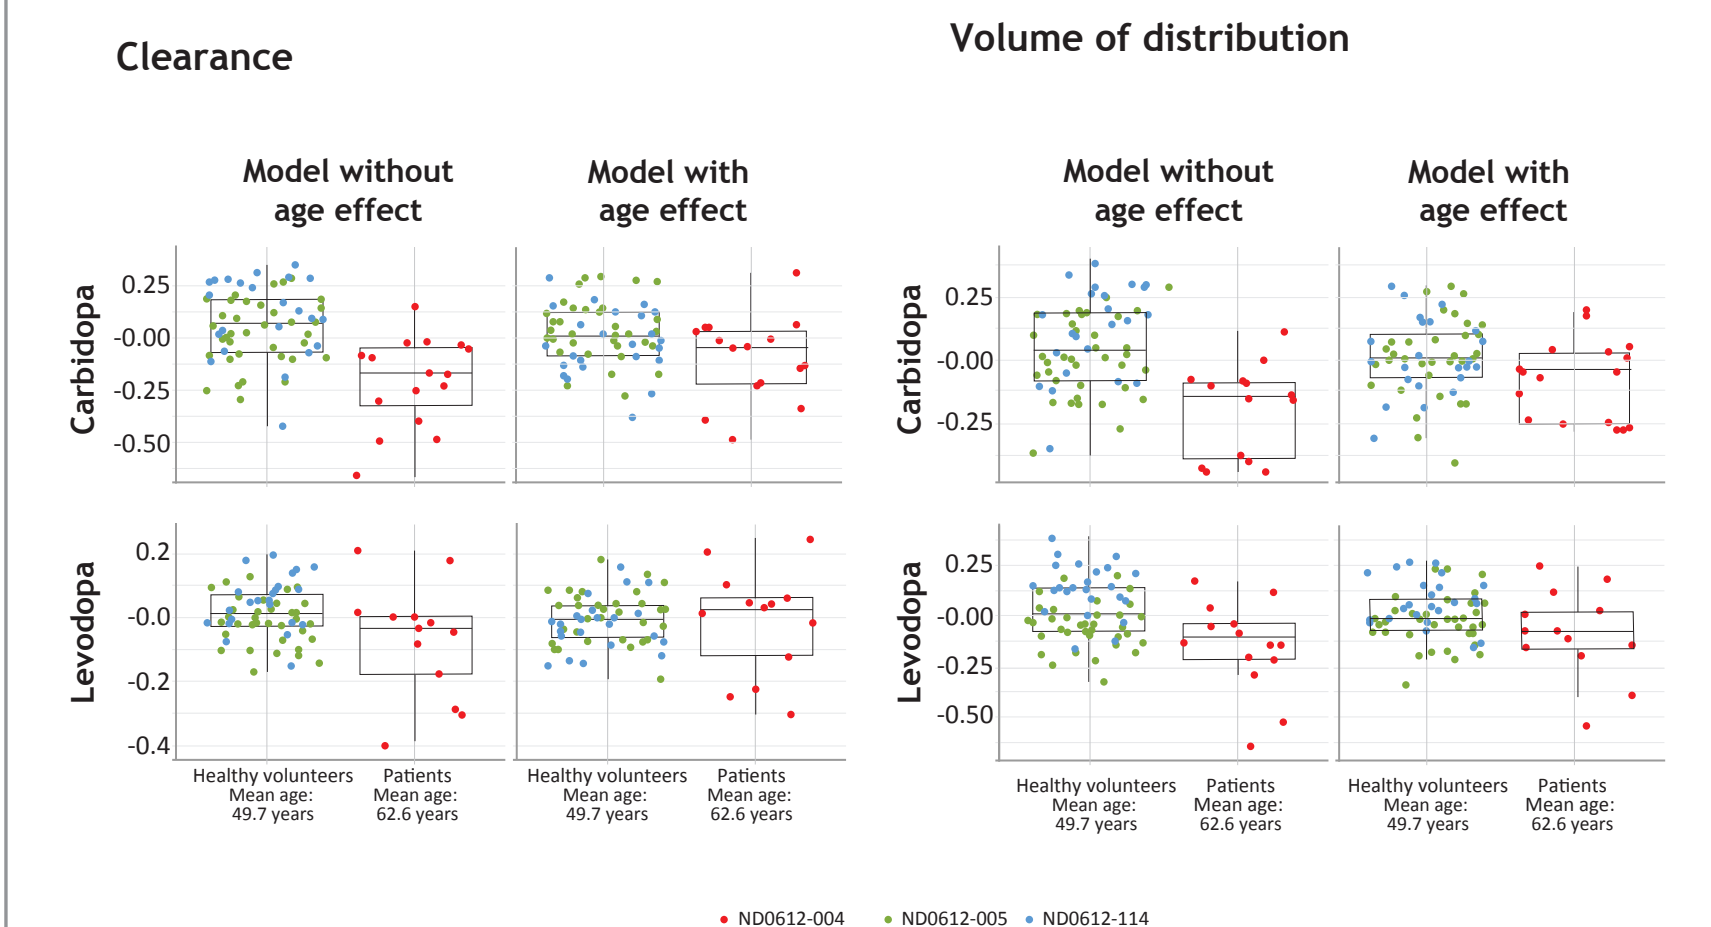 Clearance
Volume of distribution
Model without
age effect
Model with
age effect
Model without
age effect
Model with
age effect
Carbidopa
0.25
-0.00
-0.25
-0.50
Carbidopa
0.25
-0.00
-0.25
Levodopa
0.2
-0.0
-0.2
-0.4
Levodopa
0.25
-0.00
-0.25
-0.50
Healthy volunteers
Mean age:
49.7 years
Patients
Mean age:
62.6 years
Healthy volunteers
Mean age:
49.7 years
Patients
Mean age:
62.6 years
Healthy volunteers
Mean age:
49.7 years
Patients
Mean age:
62.6 years
Healthy volunteers
Mean age:
49.7 years
Patients
Mean age:
62.6 years
ND0612-004 ND0612-005 ND0612-114